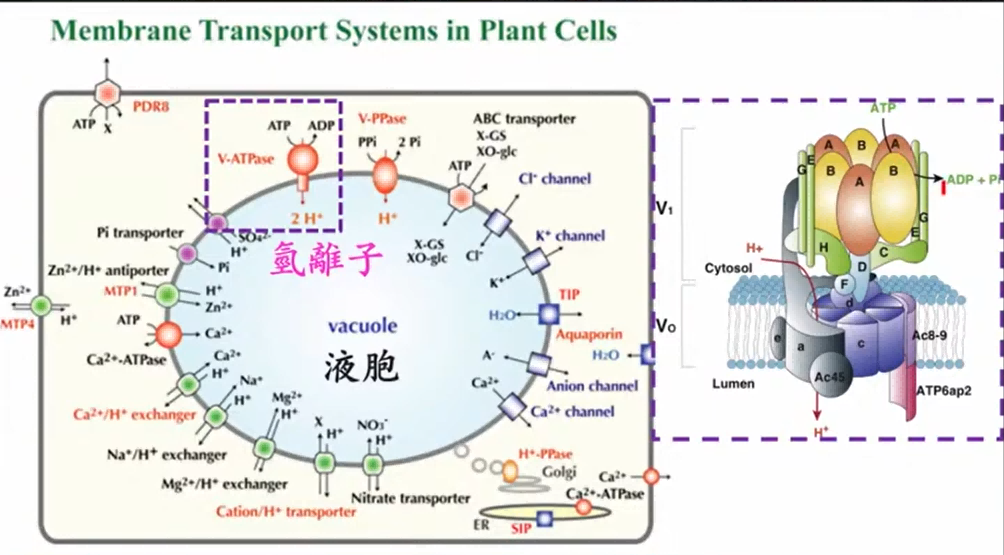 Membrane Transport Systems in Plant Cells
PDR8
ATP X
ATP ADP
V-ATPase
2 H⁺
V-PPase
PPi 2 Pi
H⁺
ABC transporter
X-GS
XO-glc
ATP
X-GS
XO-glc
Cl⁻ channel
Cl⁻
K⁺ channel
K⁺
TIP
H₂O
Aquaporin
H₂O
A⁻
Anion channel
Ca²⁺
Ca²⁺ channel
SO₄²⁻
H⁺
Pi transporter
Pi
Zn²⁺/H⁺ antiporter
MTP1
H⁺
Zn²⁺
Zn²⁺
MTP4
H⁺
ATP
Ca²⁺
Ca²⁺-ATPase
Ca²⁺
H⁺
Ca²⁺/H⁺ exchanger
Na⁺
H⁺
Na⁺/H⁺ exchanger
Mg²⁺
H⁺
Mg²⁺/H⁺ exchanger
X
H⁺
Cation/H⁺ transporter
NO₃⁻
H⁺
Nitrate transporter
氫離子
vacuole
液胞
H⁺-PPase
Golgi
Ca²⁺
Ca²⁺-ATPase
ER
SIP
ATP
ADP + Pi
A B A
E
G
B B
A
G
E
H
C
D
F
d
V₁
H+
Cytosol
V₀
e
a
c
Ac8-9
Ac45
Lumen
ATP6ap2
H⁺